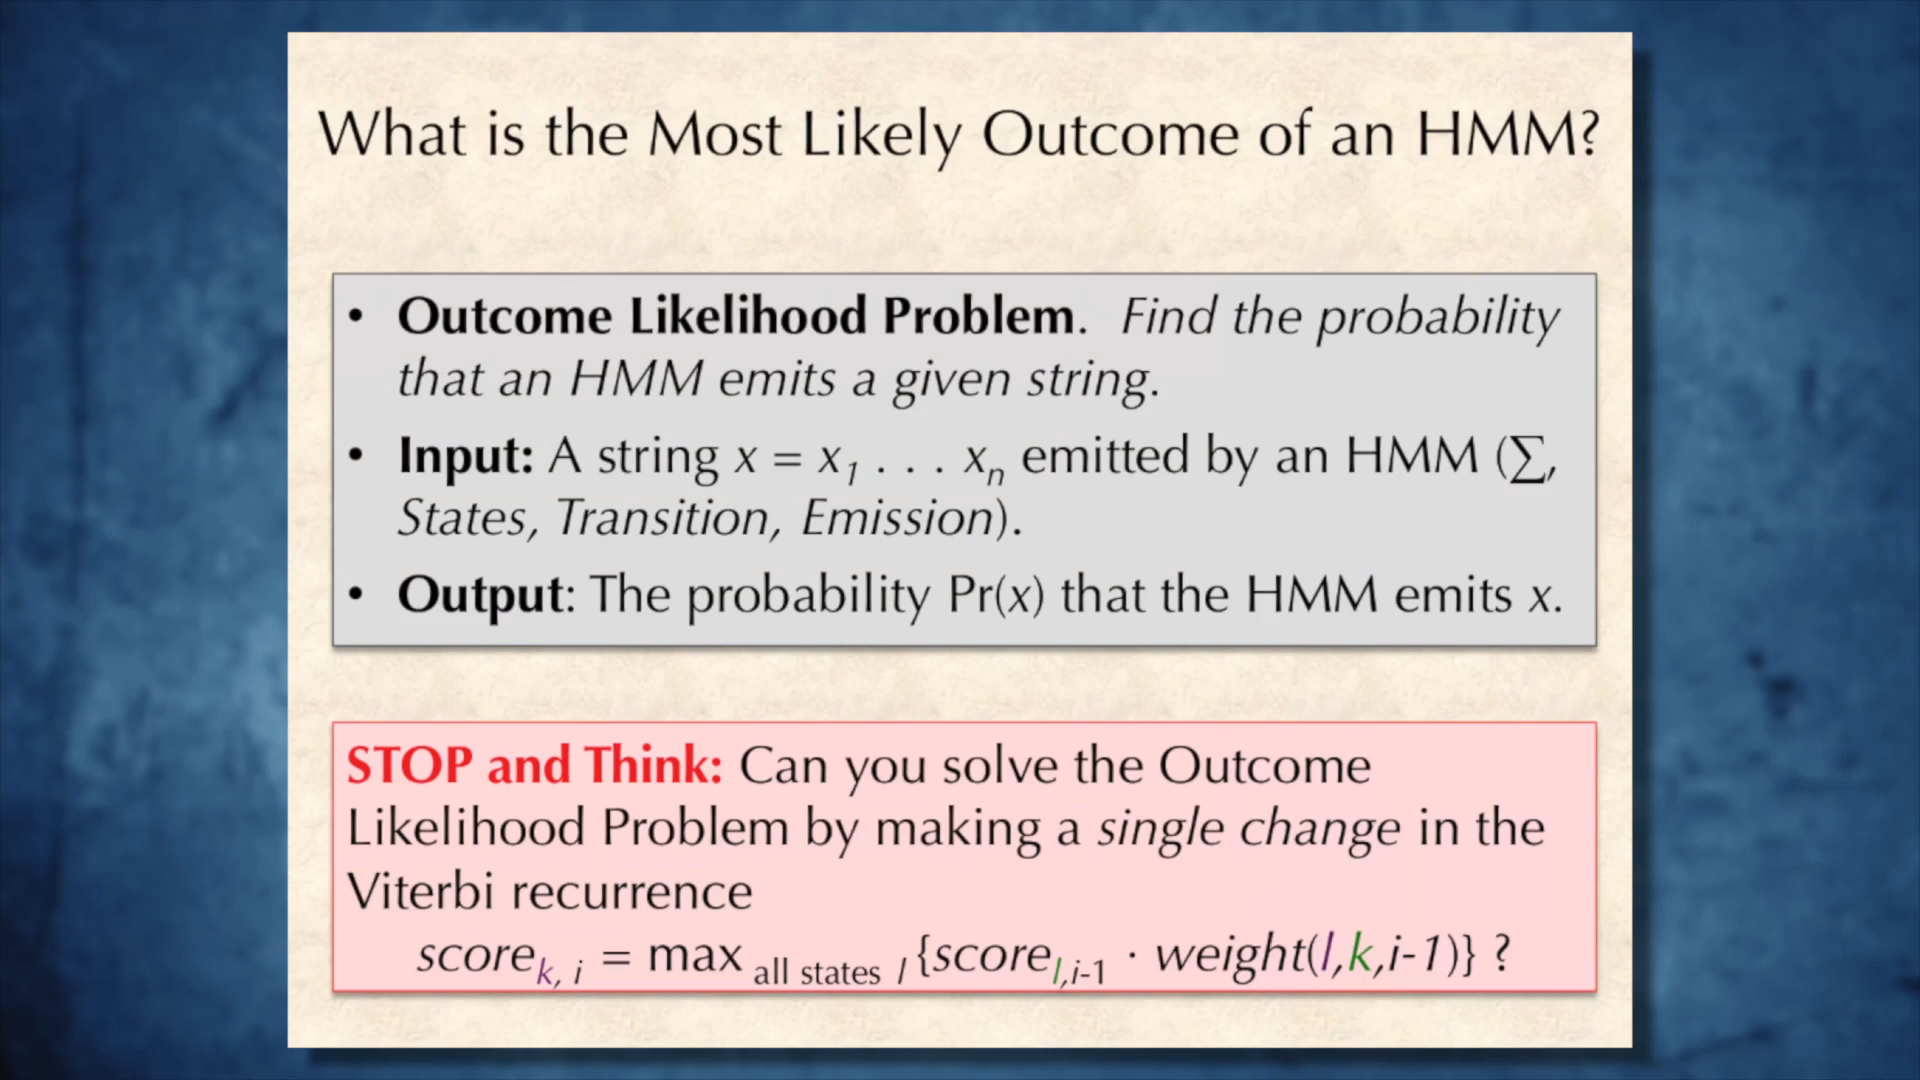 What is the Most Likely Outcome of an HMM?
• Outcome Likelihood Problem. Find the probability
that an HMM emits a given string.
• Input: A string x = x₁ . . . xₙ emitted by an HMM (∑,
States, Transition, Emission).
• Output: The probability Pr(x) that the HMM emits x.
STOP and Think: Can you solve the Outcome
Likelihood Problem by making a single change in the
Viterbi recurrence
score k, i = max all states l {score l,i-1 · weight(l,k,i-1)} ?